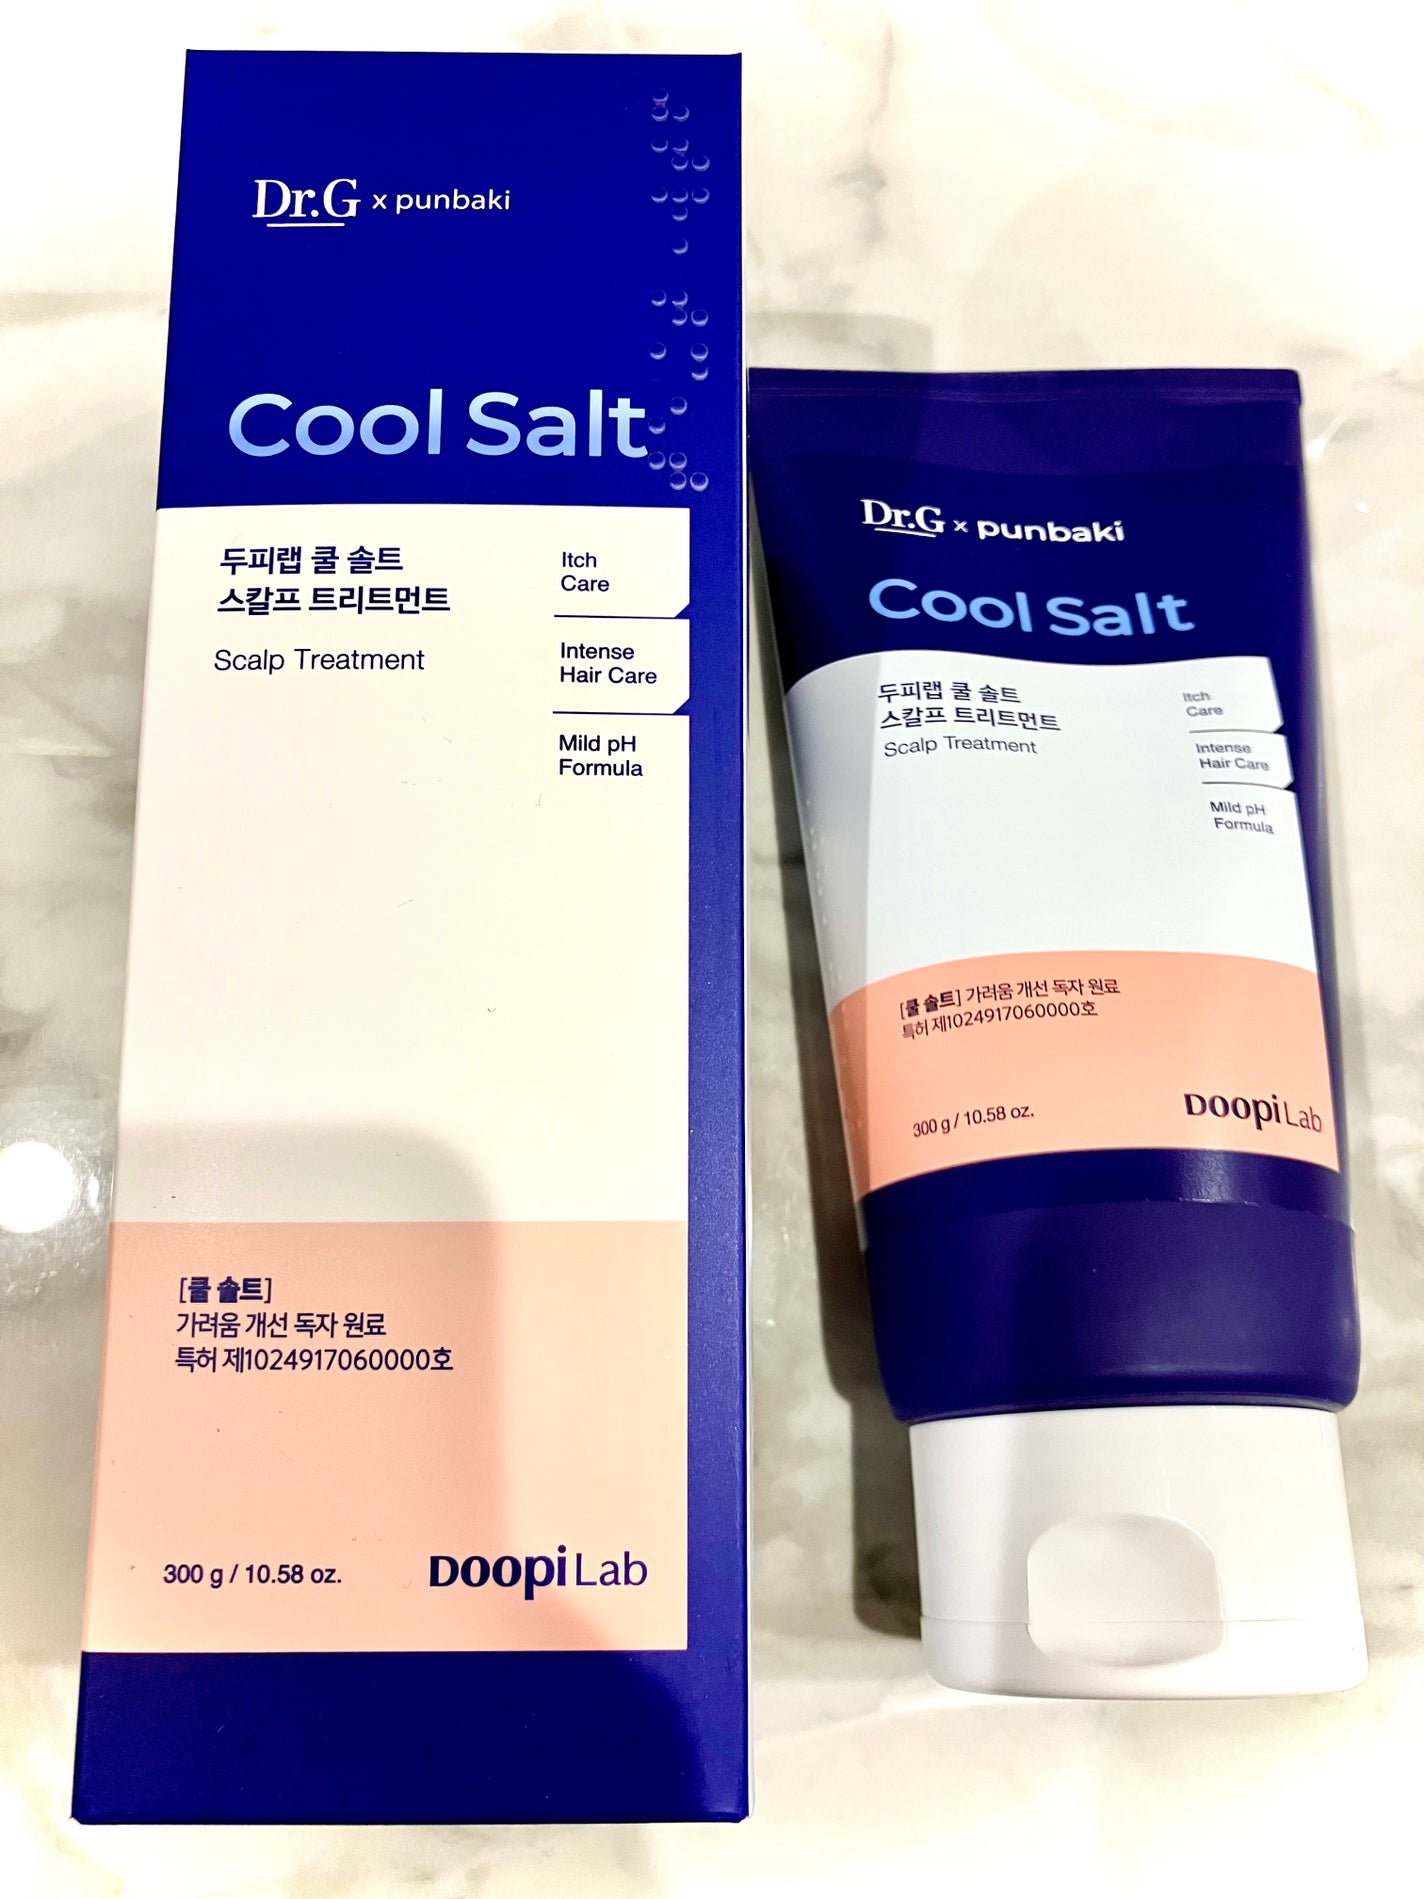 Dr.G x punbaki
Cool Salt
두피랩 쿨 솔트
스칼프 트리트먼트
Scalp Treatment
Itch
Care
Intense
Hair Care
Mild pH
Formula
[쿨 솔트]
가려움 개선 독자 원료
특허 제1024917060000호
300 g / 10.58 oz.
DOOpi Lab
Dr.G x punbaki
Cool Salt
두피랩 쿨 솔트
스칼프 트리트먼트
Scalp Treatment
Itch
Care
Intense
Hair Care
Mild pH
Formula
[쿨 솔트] 가려움 개선 독자 원료
특허 제1024917060000호
300 g / 10.58 oz.
DOOpi Lab